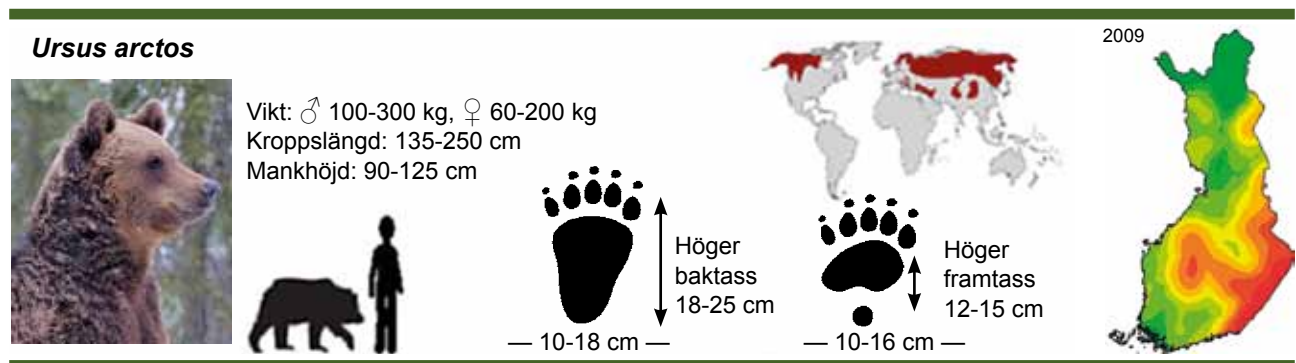 Ursus arctos
Vikt: ♂ 100-300 kg, ♀ 60-200 kg
Kroppslängd: 135-250 cm
Mankhöjd: 90-125 cm
Höger
baktass
18-25 cm
— 10-18 cm —
Höger
framtass
12-15 cm
— 10-16 cm —
2009